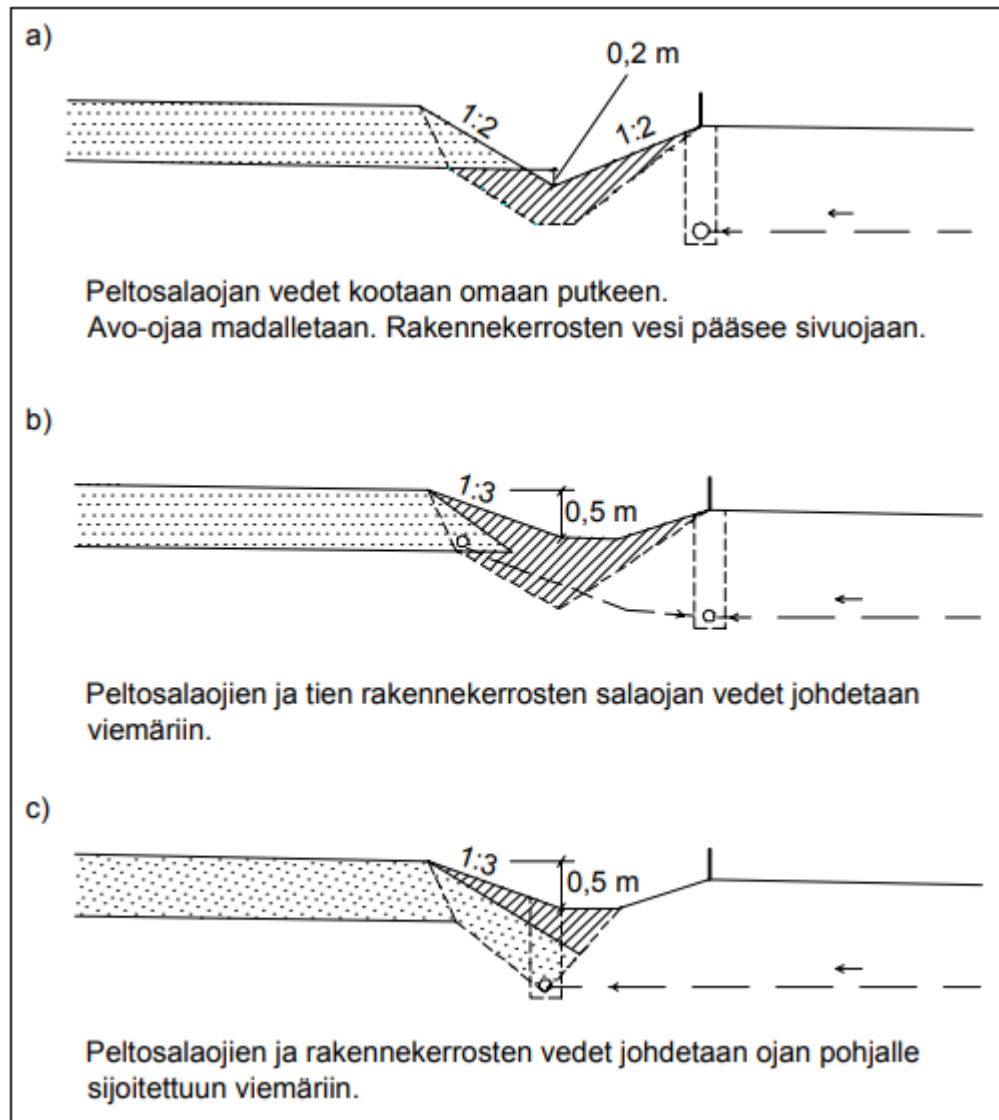 a)
0,2 m
1:2
1:2
Peltosalaojan vedet kootaan omaan putkeen.
Avo-ojaa madalletaan. Rakennekerrosten vesi pääsee sivuojaan.
b)
1:3
0,5 m
Peltosalaojien ja tien rakennekerrosten salaojan vedet johdetaan
viemäriin.
c)
1:3
0,5 m
Peltosalaojien ja rakennekerrosten vedet johdetaan ojan pohjalle
sijoitettuun viemäriin.